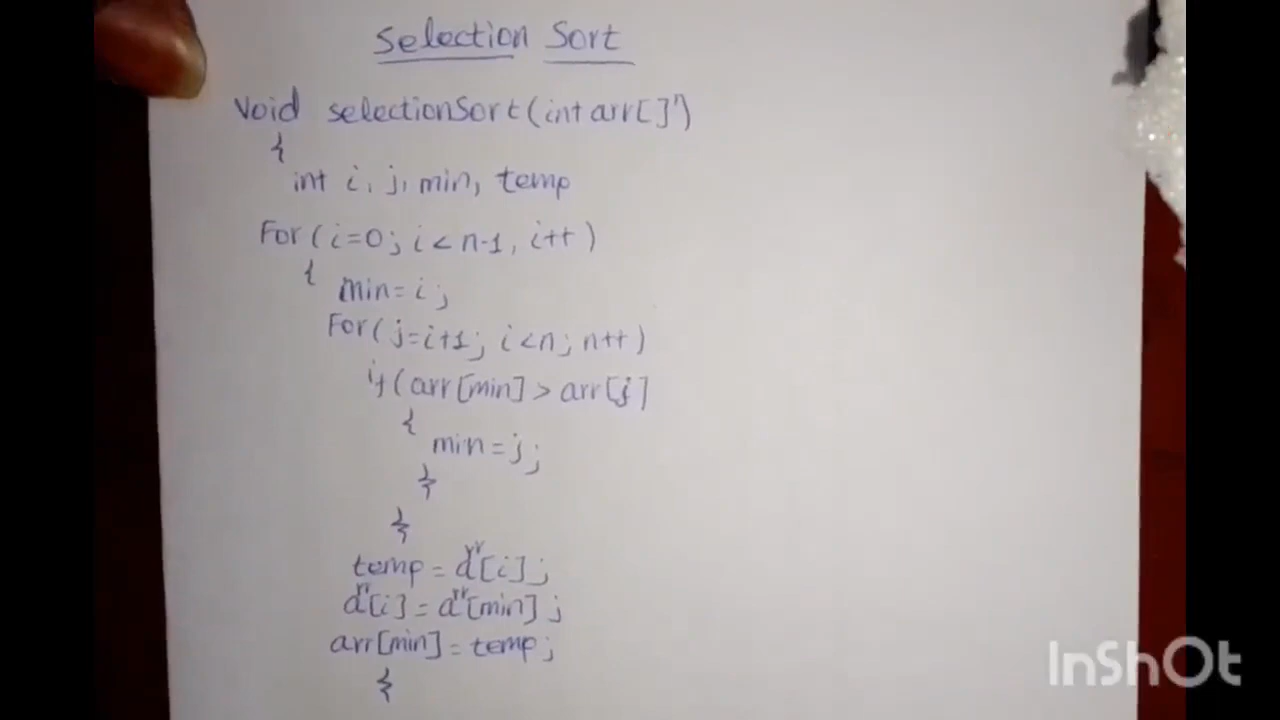 Selection Sort
Void selectionSort(int arr[])
{
int i, j, min, temp
For(i=0; i<n-1, i++)
{ min=i;
For(j=i+1; i<n; n++)
if(arr[min]>arr[j]
{
min=j;
}
}
temp=arr[i];
arr[i]=arr[min];
arr[min]=temp;
}
InShOt